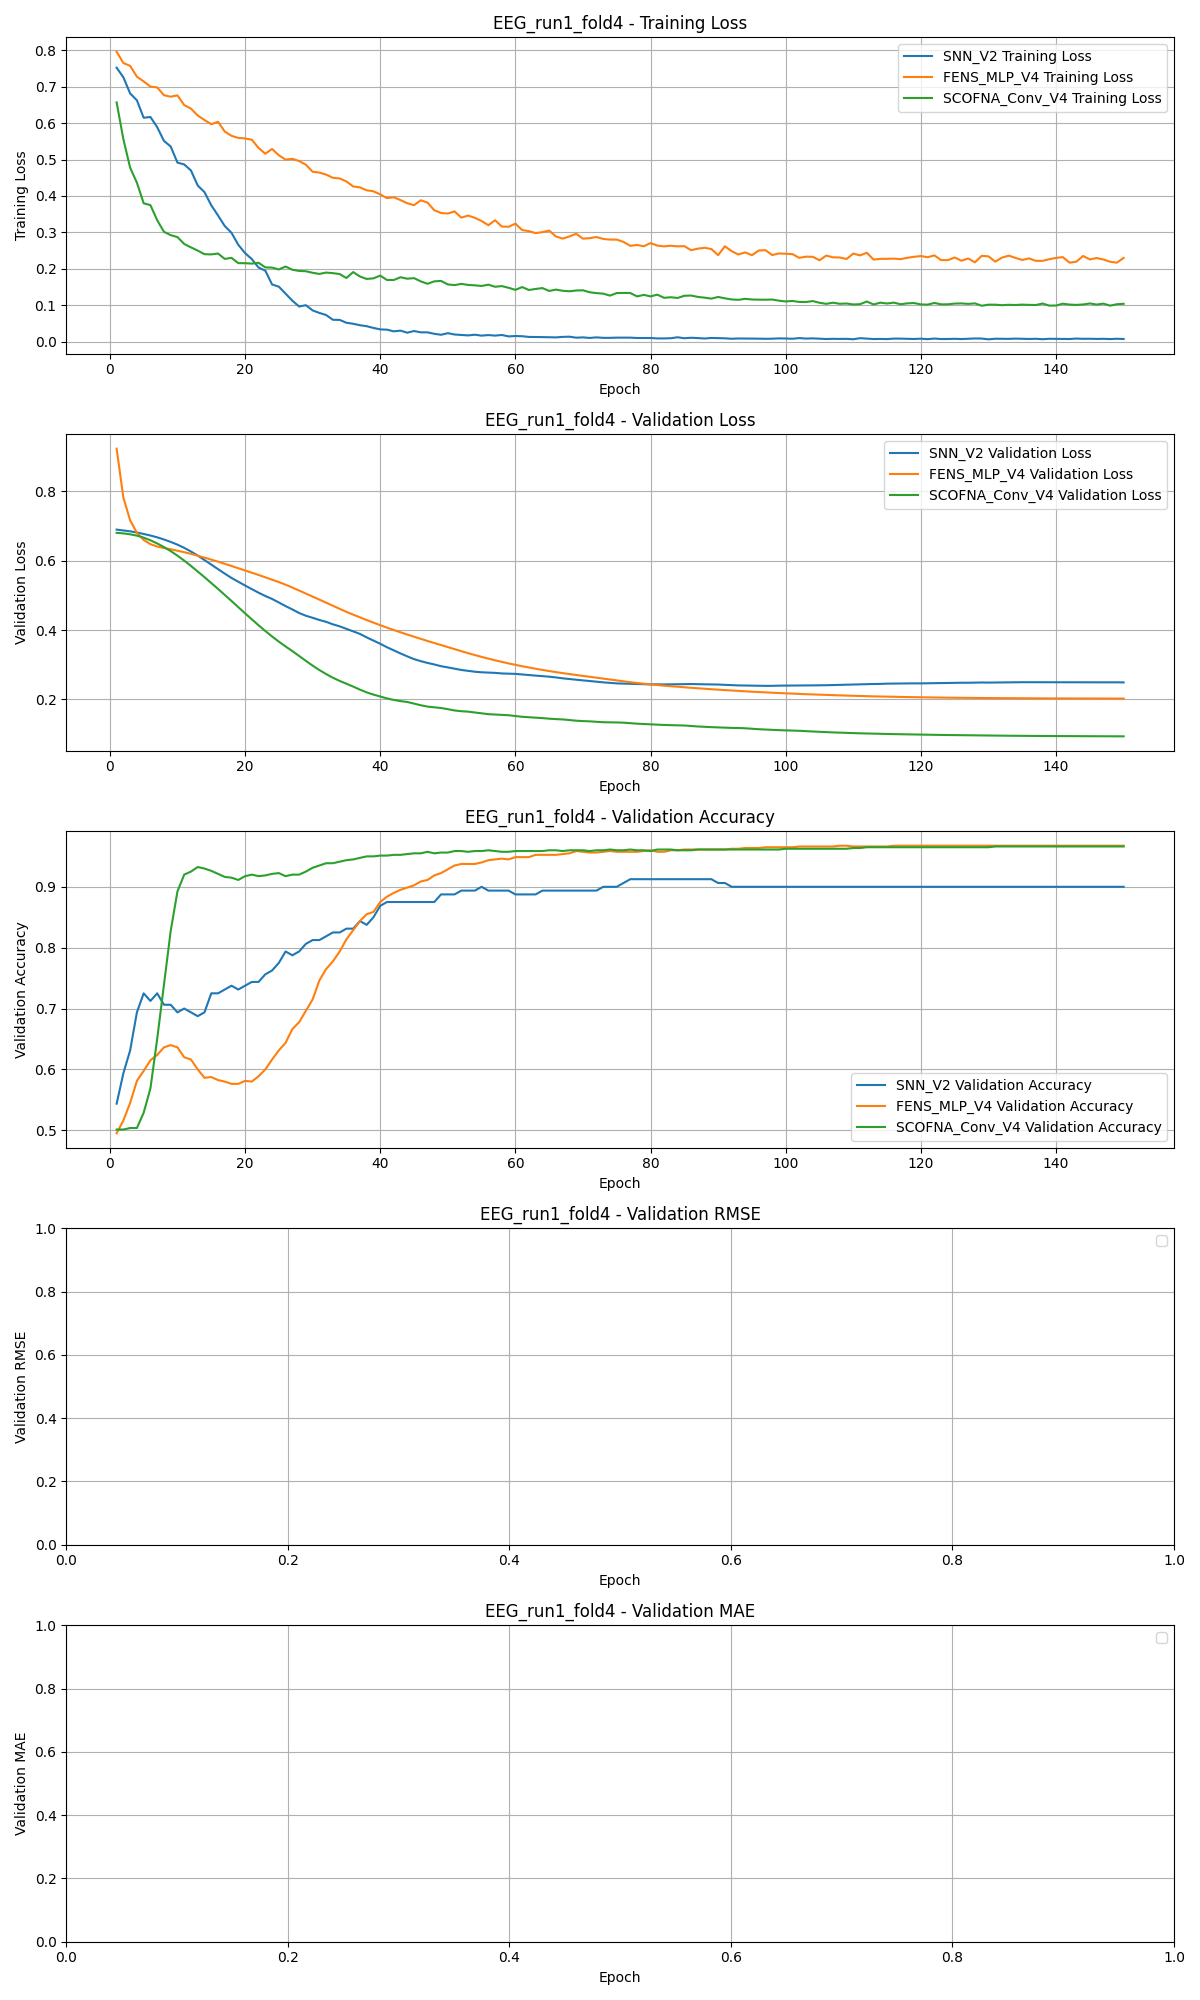 EEG_run1_fold4 - Training Loss
SNN_V2 Training Loss
FENS_MLP_V4 Training Loss
SCOFNA_Conv_V4 Training Loss
Training Loss
0.8
0.7
0.6
0.5
0.4
0.3
0.2
0.1
0.0
0 20 40 60 80 100 120 140
Epoch
EEG_run1_fold4 - Validation Loss
SNN_V2 Validation Loss
FENS_MLP_V4 Validation Loss
SCOFNA_Conv_V4 Validation Loss
Validation Loss
0.8
0.6
0.4
0.2
0 20 40 60 80 100 120 140
Epoch
EEG_run1_fold4 - Validation Accuracy
Validation Accuracy
0.9
0.8
0.7
0.6
0.5
SNN_V2 Validation Accuracy
FENS_MLP_V4 Validation Accuracy
SCOFNA_Conv_V4 Validation Accuracy
0 20 40 60 80 100 120 140
Epoch
EEG_run1_fold4 - Validation RMSE
Validation RMSE
1.0
0.8
0.6
0.4
0.2
0.0
0.0 0.2 0.4 0.6 0.8 1.0
Epoch
EEG_run1_fold4 - Validation MAE
Validation MAE
1.0
0.8
0.6
0.4
0.2
0.0
0.0 0.2 0.4 0.6 0.8 1.0
Epoch